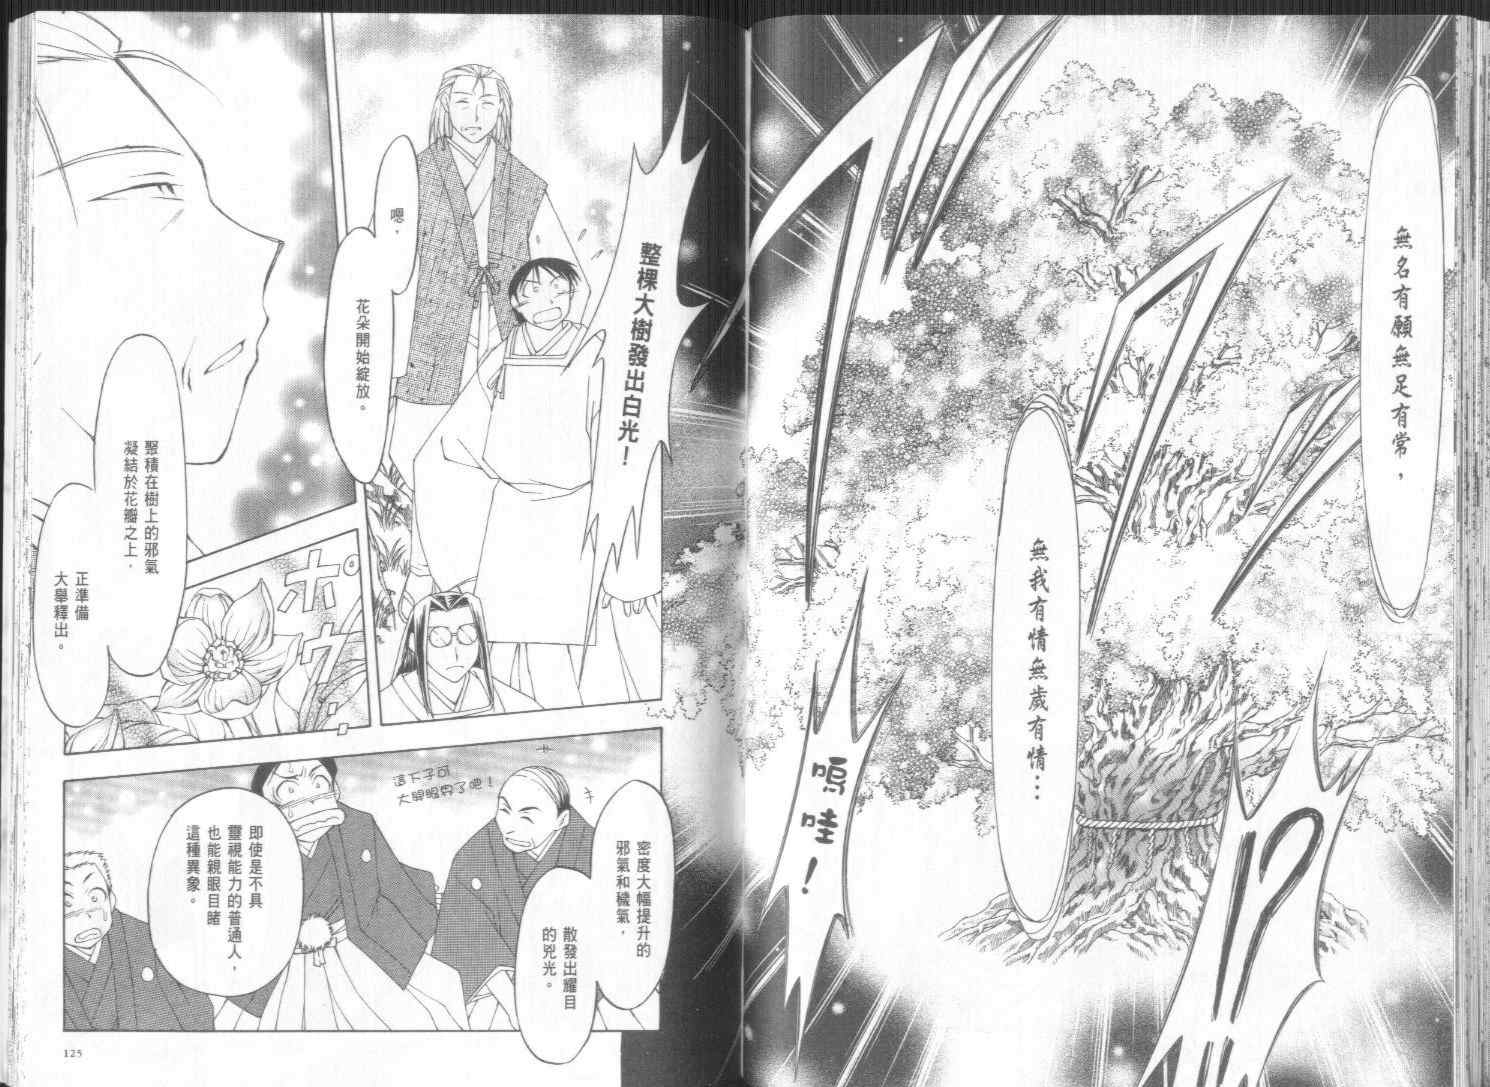 無名有願無足有常，
無我有情無歲有情…
嗚
哇！
！？
整棵大樹發出白光！
嗯，
花朵開始綻放。
聚積在樹上的邪氣
凝結於花瓣之上，
正準備
大舉釋出。
ポウ…
密度大幅提升的
邪氣和穢氣，
散發出耀目
的兇光。
這下子可
大開眼界了吧！
即使是不具
靈視能力的普通人，
也能親眼目睹
這種異象。
125